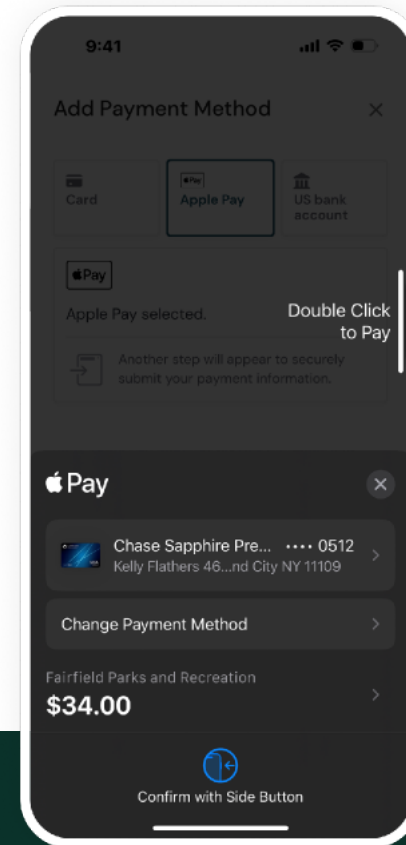 9:41
Add Payment Method
Card
Pay
Apple Pay
US bank
account
Pay
Apple Pay selected.
Double Click
to Pay
Another step will appear to securely
submit your payment information.
Pay
Chase Sapphire Pre... •••• 0512
Kelly Flathers 46...nd City NY 11109
Change Payment Method
Fairfield Parks and Recreation
$34.00
Confirm with Side Button